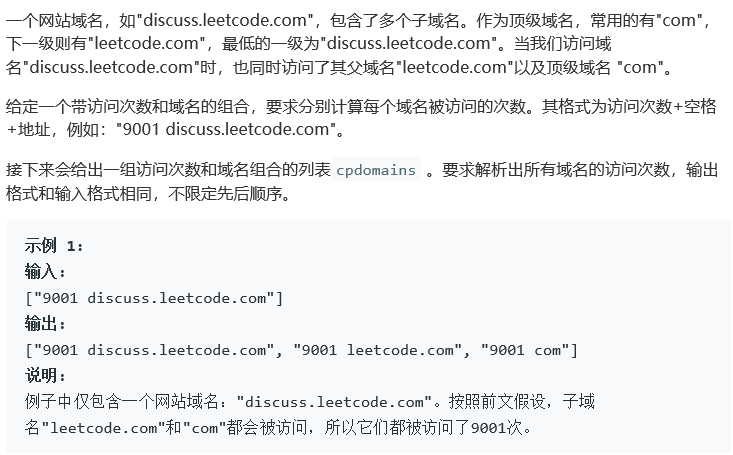 一个网站域名，如"discuss.leetcode.com"，包含了多个子域名。作为顶级域名，常用的有"com"，
下一级则有"leetcode.com"，最低的一级为"discuss.leetcode.com"。当我们访问域
名"discuss.leetcode.com"时，也同时访问了其父域名"leetcode.com"以及顶级域名 "com"。
给定一个带访问次数和域名的组合，要求分别计算每个域名被访问的次数。其格式为访问次数+空格
+地址，例如："9001 discuss.leetcode.com"。
接下来会给出一组访问次数和域名组合的列表cpdomains 。要求解析出所有域名的访问次数，输出
格式和输入格式相同，不限定先后顺序。
示例 1:
输入:
["9001 discuss.leetcode.com"]
输出:
["9001 discuss.leetcode.com", "9001 leetcode.com", "9001 com"]
说明:
例子中仅包含一个网站域名："discuss.leetcode.com"。按照前文假设，子域
名"leetcode.com"和"com"都会被访问，所以它们都被访问了9001次。